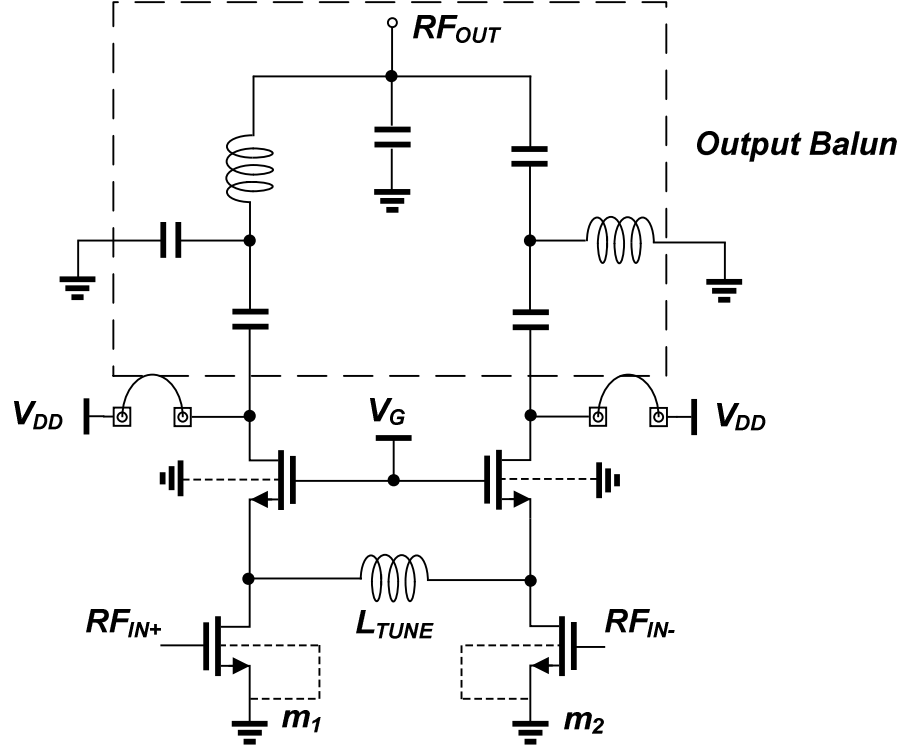 RF_OUT
Output Balun
V_DD
V_G
V_DD
RF_IN+
L_TUNE
RF_IN-
m_1
m_2